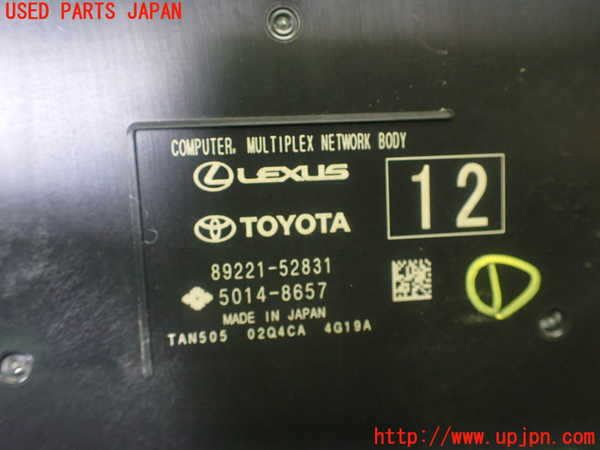 USED PARTS JAPAN
COMPUTER, MULTIPLEX NETWORK BODY
LEXUS
12
TOYOTA
89221-52831
5014-8657
MADE IN JAPAN
TAN505 02Q4CA 4G19A
http://www.upjpn.com/